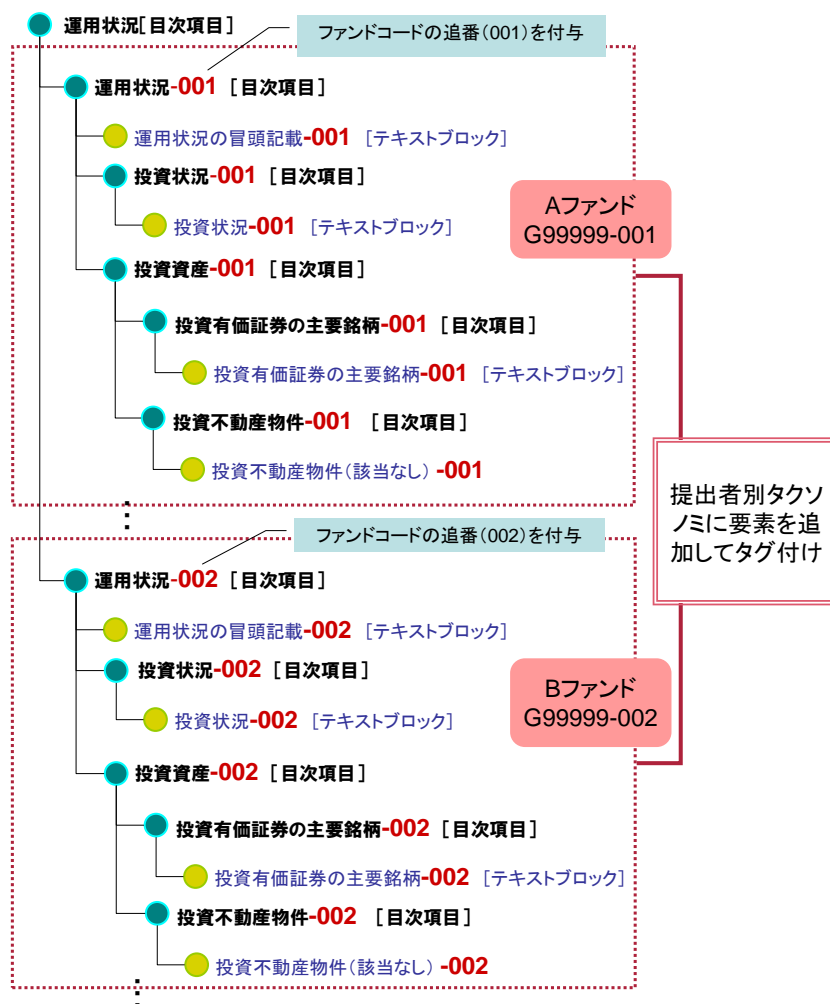 運用状況[目次項目]
ファンドコードの追番(001)を付与
運用状況-001 [目次項目]
運用状況の冒頭記載-001 [テキストブロック]
投資状況-001 [目次項目]
投資状況-001 [テキストブロック]
Aファンド
G99999-001
投資資産-001 [目次項目]
投資有価証券の主要銘柄-001 [目次項目]
投資有価証券の主要銘柄-001 [テキストブロック]
投資不動産物件-001 [目次項目]
投資不動産物件(該当なし) -001
提出者別タクソ
ノミに要素を追
加してタグ付け
ファンドコードの追番(002)を付与
運用状況-002 [目次項目]
運用状況の冒頭記載-002 [テキストブロック]
投資状況-002 [目次項目]
投資状況-002 [テキストブロック]
Bファンド
G99999-002
投資資産-002 [目次項目]
投資有価証券の主要銘柄-002 [目次項目]
投資有価証券の主要銘柄-002 [テキストブロック]
投資不動産物件-002 [目次項目]
投資不動産物件(該当なし) -002